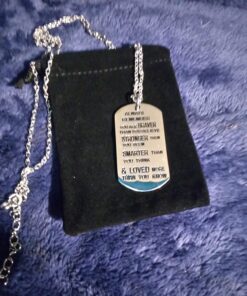 ALWAYS
REMEMBER
YOU ARE BRAVER
THAN YOU BELIEVE
STRONGER THAN
YOU SEEM
SMARTER THAN
YOU THINK
& LOVED MORE
THAN YOU KNOW